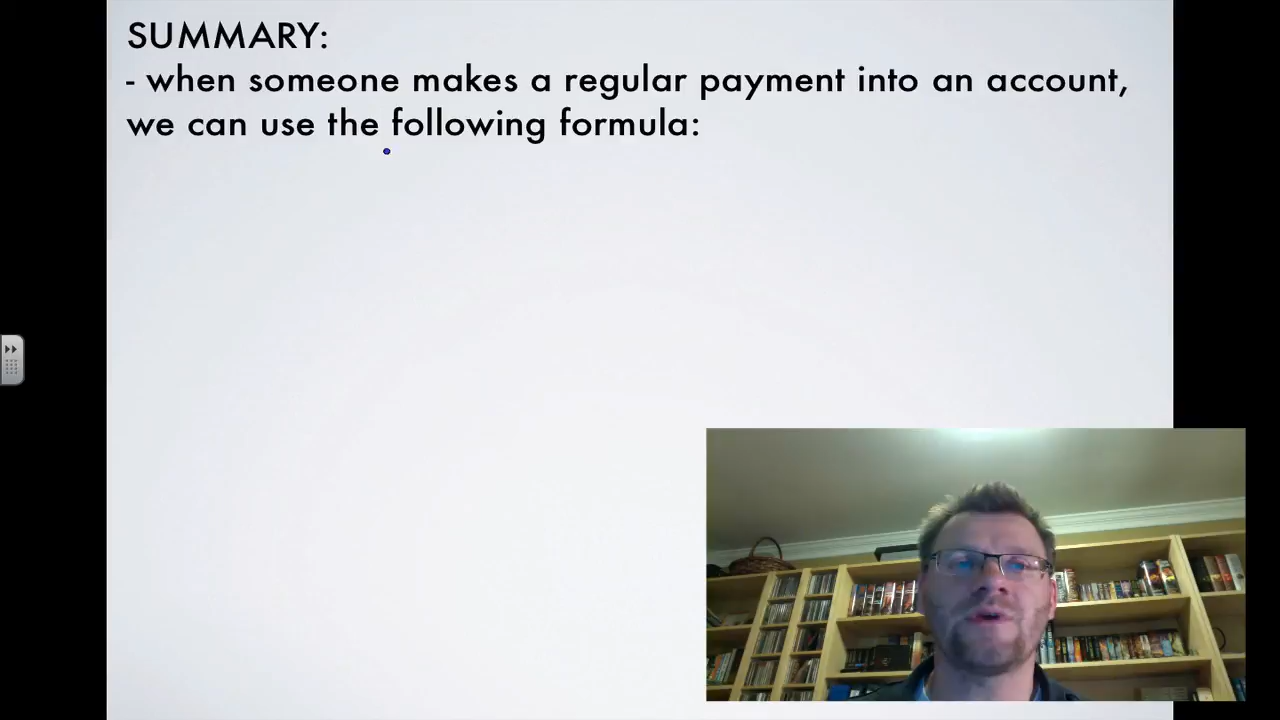 SUMMARY:
- when someone makes a regular payment into an account,
we can use the following formula: